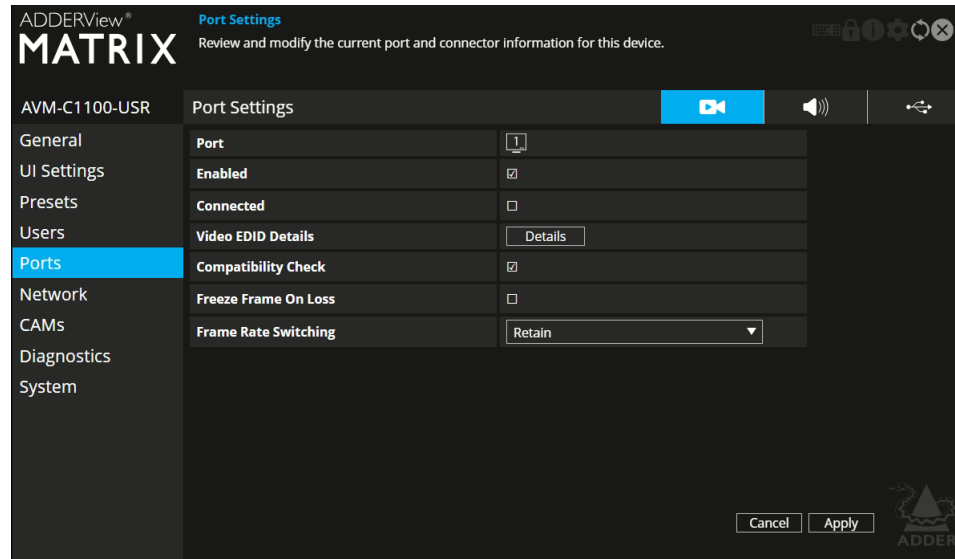 ADDERView®
MATRIX
Port Settings
Review and modify the current port and connector information for this device.
AVM-C1100-USR
Port Settings
General
UI Settings
Presets
Users
Ports
Network
CAMs
Diagnostics
System
Port
1
Enabled
Connected
Video EDID Details
Details
Compatibility Check
Freeze Frame On Loss
Frame Rate Switching
Retain
Cancel
Apply
ADDER